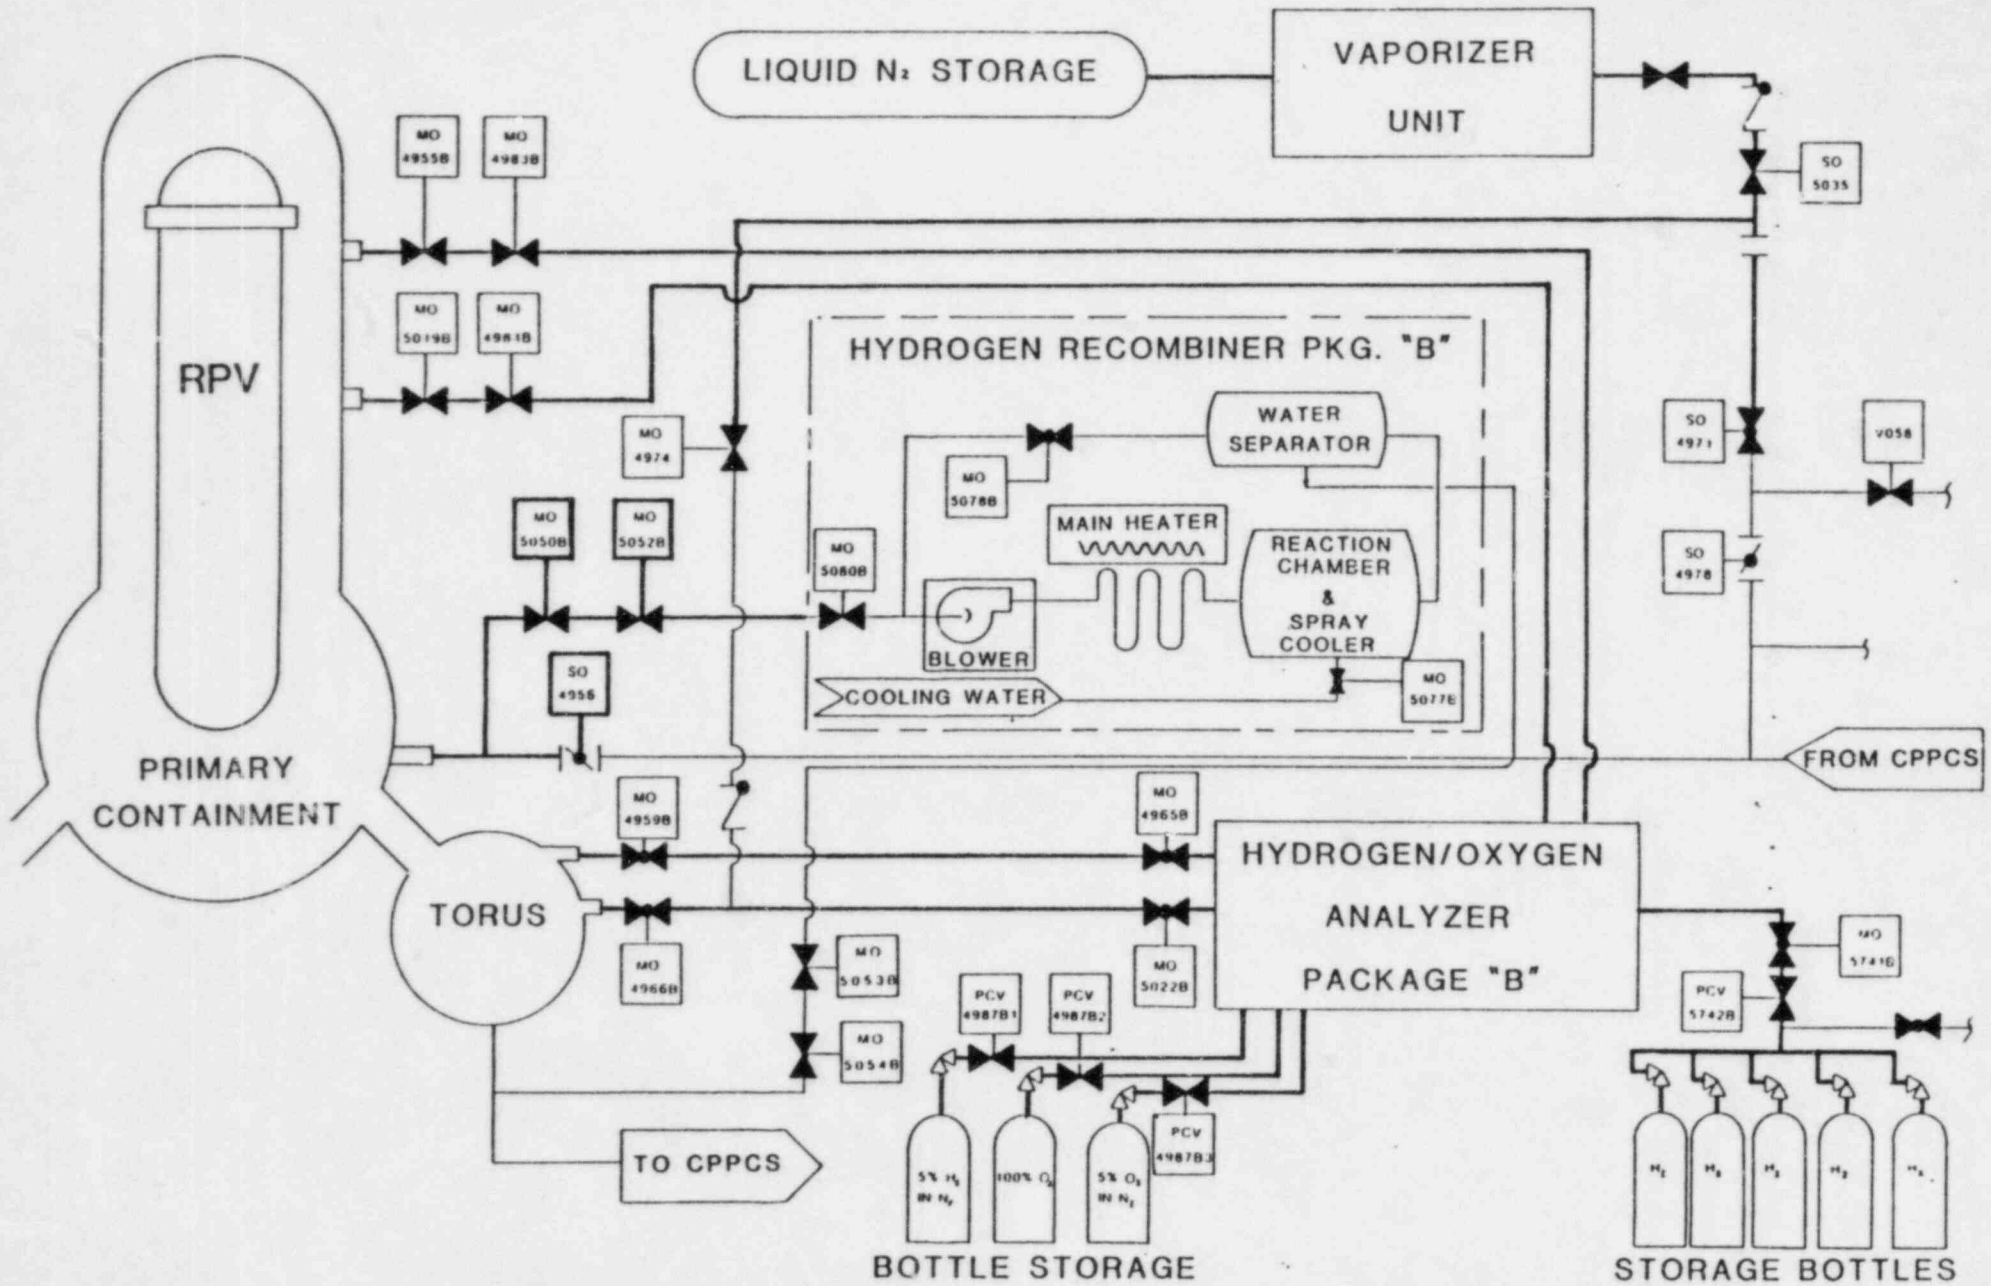 LIQUID N₂ STORAGE
VAPORIZER
UNIT
MO
4955B
MO
4983B
SO
5035
MO
5019B
MO
4981B
HYDROGEN RECOMBINER PKG. "B"
RPV
WATER
SEPARATOR
MO
4974
SO
4971
V058
MO
5078B
MO
5050B
MO
5052B
MO
5080B
MAIN HEATER
REACTION
CHAMBER
&
SPRAY
COOLER
SO
4978
BLOWER
SO
4956
COOLING WATER
MO
PRIMARY
CONTAINMENT
FROM CPPCS
MO
4959B
MO
4965B
HYDROGEN/OXYGEN
ANALYZER
PACKAGE "B"
TORUS
MO
4966B
MO
5053B
MO
5022B
MO
PCV
4987B1
PCV
4987B2
PCV
5742B
MO
5054B
PCV
4987B3
TO CPPCS
5% H₂
IN N₂
100% O₂
5% O₂
IN N₂
H₂
H₂
H₂
H₂
H₂
BOTTLE STORAGE
STORAGE BOTTLES